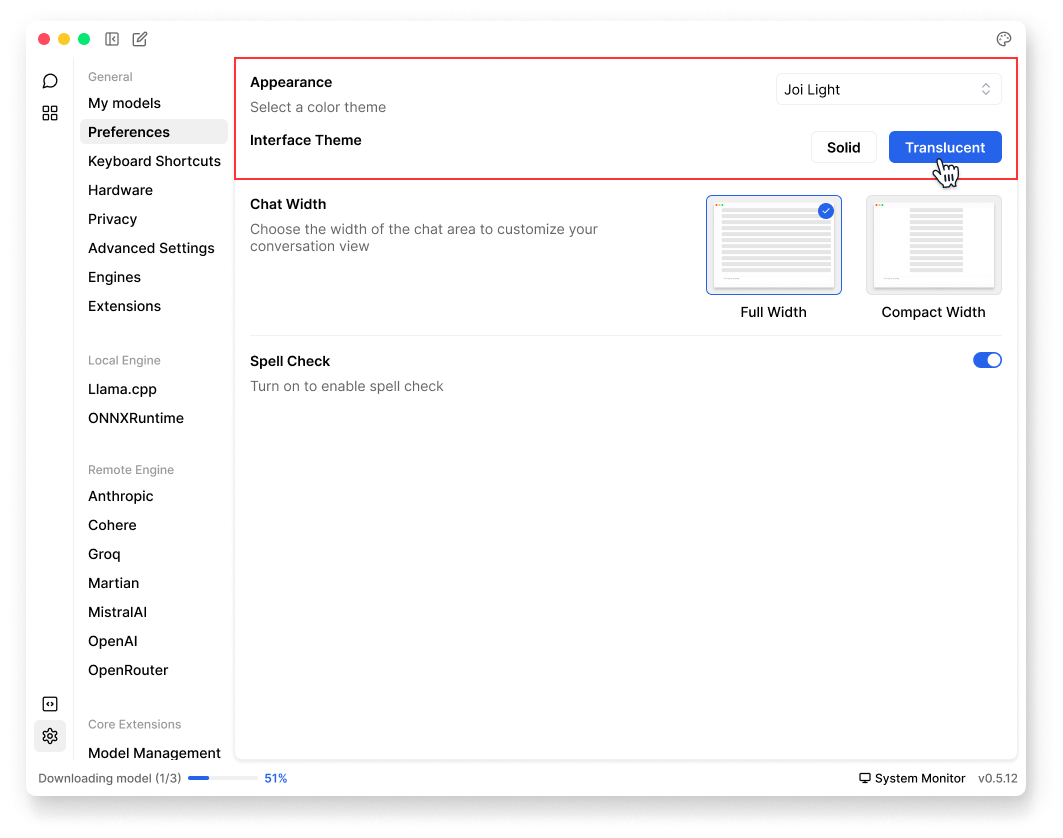 General
My models
Preferences
Keyboard Shortcuts
Hardware
Privacy
Advanced Settings
Engines
Extensions
Local Engine
Llama.cpp
ONNXRuntime
Remote Engine
Anthropic
Cohere
Groq
Martian
MistralAI
OpenAI
OpenRouter
Core Extensions
Model Management
Appearance
Select a color theme
Joi Light
Interface Theme
Solid
Translucent
Chat Width
Choose the width of the chat area to customize your
conversation view
Full Width
Compact Width
Spell Check
Turn on to enable spell check
Downloading model (1/3)
51%
System Monitor
v0.5.12